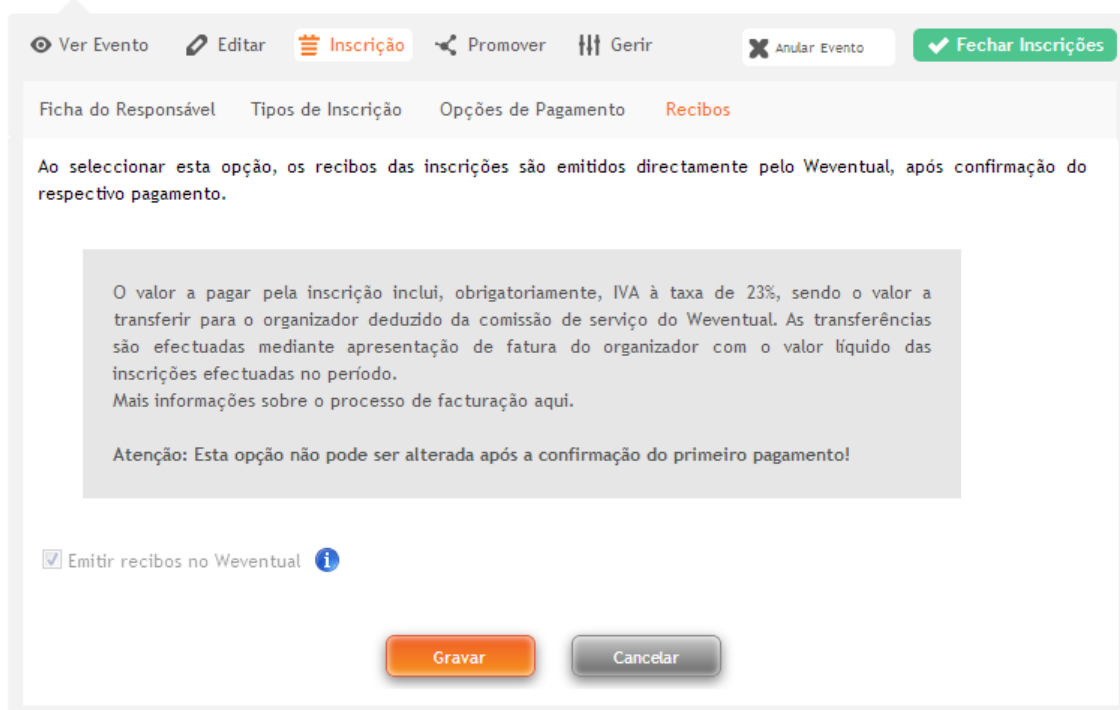 Ver Evento Editar Inscrição Promover Gerir Anular Evento Fechar Inscrições
Ficha do Responsável Tipos de Inscrição Opções de Pagamento Recibos
Ao seleccionar esta opção, os recibos das inscrições são emitidos directamente pelo Weventual, após confirmação do
respectivo pagamento.
O valor a pagar pela inscrição inclui, obrigatoriamente, IVA à taxa de 23%, sendo o valor a
transferir para o organizador deduzido da comissão de serviço do Weventual. As transferências
são efectuadas mediante apresentação de fatura do organizador com o valor líquido das
inscrições efectuadas no período.
Mais informações sobre o processo de facturação aqui.
Atenção: Esta opção não pode ser alterada após a confirmação do primeiro pagamento!
Emitir recibos no Weventual i
Gravar Cancelar